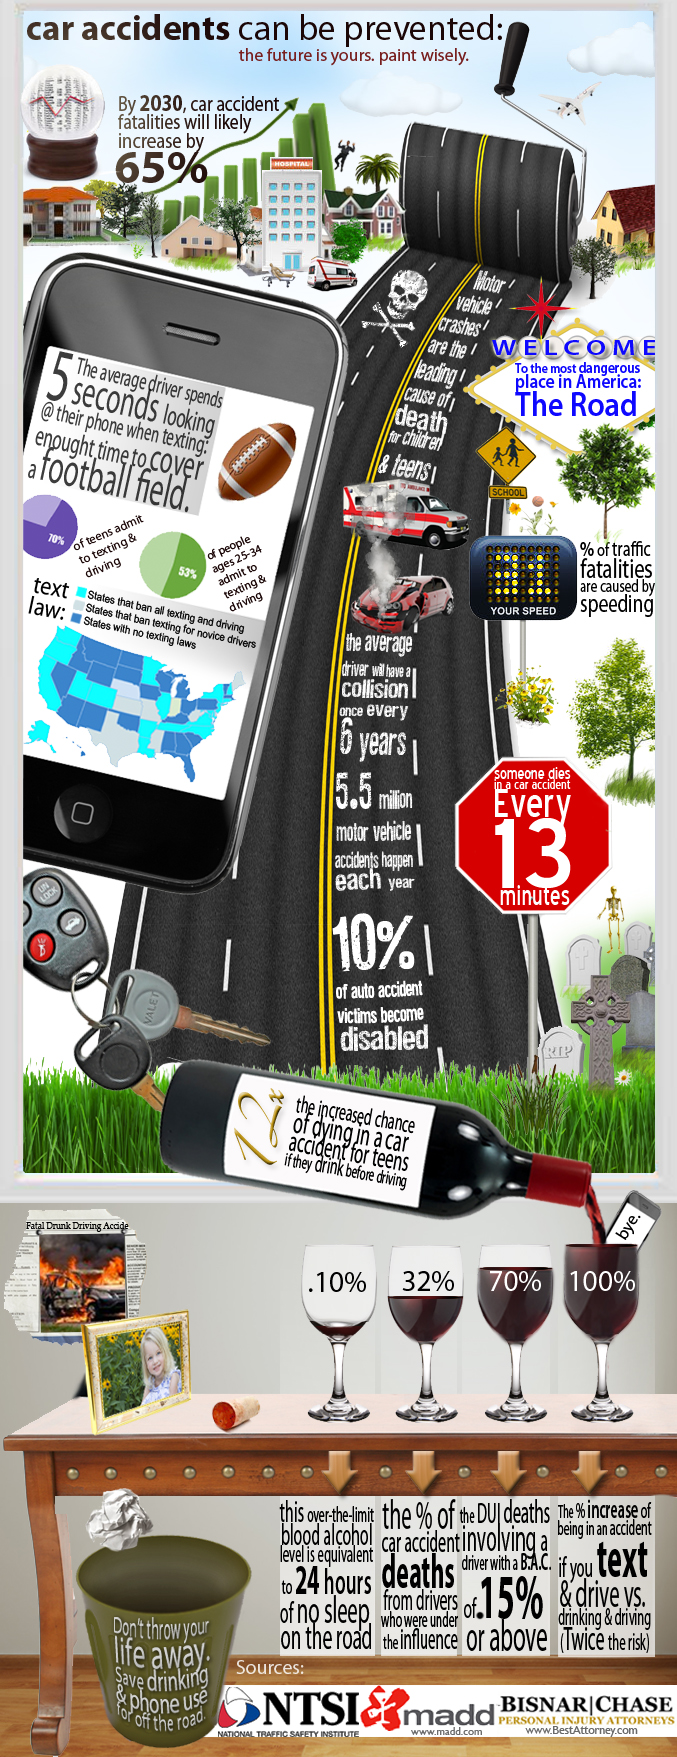 car accidents can be prevented:
the future is yours. paint wisely.
By 2030, car accident
fatalities will likely
increase by
65%
HOSPITAL
Motor
vehicle
crashes
are the
leading
cause of
death
for children
& teens
WELCOME
To the most dangerous
place in America:
The Road
SCHOOL
YOUR SPEED
% of traffic
fatalities
are caused by
speeding
5 The average driver spends
seconds looking
@ their phone when texting:
enought time to cover
a football field.
70%
of teens admit
to texting &
driving
53%
of people
ages 25-34
admit to
texting &
driving
text
law:
States that ban all texting and driving
States that ban texting for novice drivers
States with no texting laws
the average
driver will have a
collision
once every
6 years
5.5 million
motor vehicle
accidents happen
each year
10%
of auto accident
victims become
disabled
someone dies
in a car accident
Every
13
minutes
UN
LOCK
VALET
RIP
12x
the increased chance
of dying in a car
accident for teens
if they drink before driving
bye.
Fatal Drunk Driving Accide
.10%
32%
70%
100%
this over-the-limit
blood alcohol
level is equivalent
to 24 hours
of no sleep
on the road
the % of
car accident
deaths
from drivers
who were under
the influence
the DUI deaths
involving a
driver with a B.A.C.
of .15%
or above
The % increase of
being in an accident
if you text
& drive vs.
drinking & driving
(Twice the risk)
Don't throw your
life away.
Save drinking
& phone use
for off the road.
Sources:
NTSI
NATIONAL TRAFFIC SAFETY INSTITUTE
madd
www.madd.com
BISNAR|CHASE
PERSONAL INJURY ATTORNEYS
www.BestAttorney.com